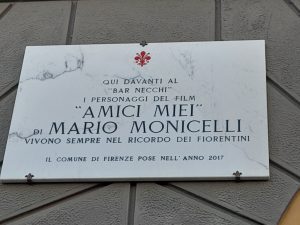 QUI DAVANTI AL
"BAR NECCHI"
I PERSONAGGI DEL FILM
"AMICI MIEI"
DI MARIO MONICELLI
VIVONO SEMPRE NEL RICORDO DEI FIORENTINI
IL COMUNE DI FIRENZE POSE NELL'ANNO 2017